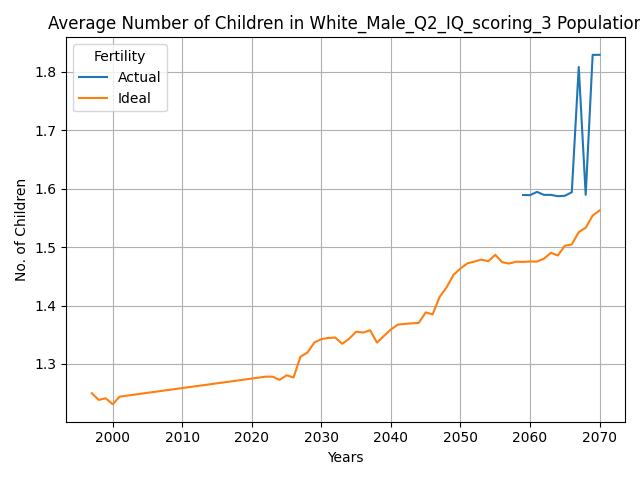 Average Number of Children in White_Male_Q2_IQ_scoring_3 Population
Fertility
Actual
Ideal
No. of Children
1.8
1.7
1.6
1.5
1.4
1.3
2000 2010 2020 2030 2040 2050 2060 2070
Years